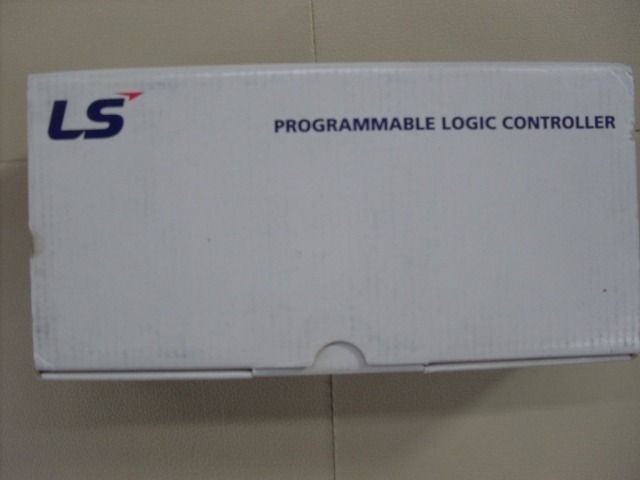 LS
PROGRAMMABLE LOGIC CONTROLLER